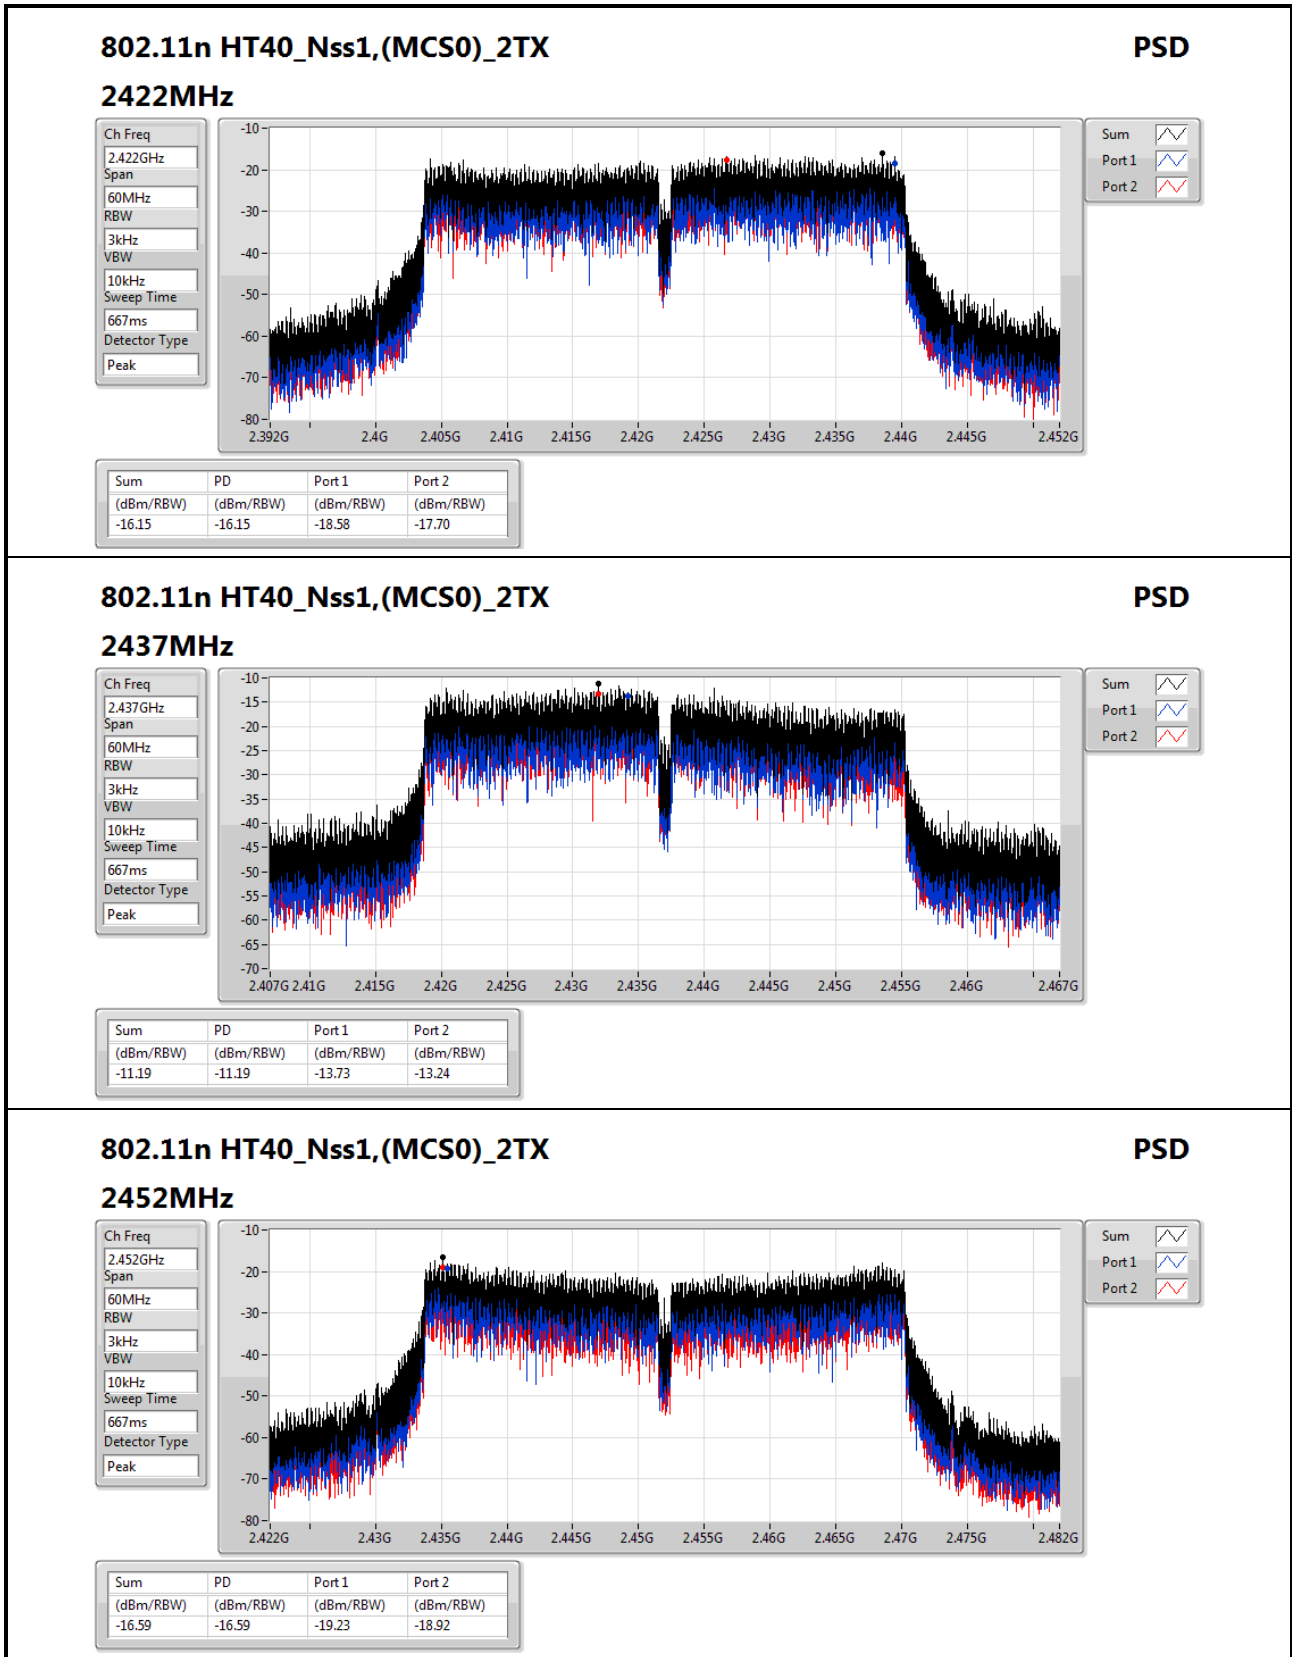 802.11n HT40_Nss1,(MCS0)_2TX PSD
2422MHz
Ch Freq
2.422GHz
Span
60MHz
RBW
3kHz
VBW
10kHz
Sweep Time
667ms
Detector Type
Peak
-10
-20
-30
-40
-50
-60
-70
-80
2.392G 2.4G 2.405G 2.41G 2.415G 2.42G 2.425G 2.43G 2.435G 2.44G 2.445G 2.452G
Sum
Port 1
Port 2
Sum PD Port 1 Port 2
(dBm/RBW) (dBm/RBW) (dBm/RBW) (dBm/RBW)
-16.15 -16.15 -18.58 -17.70
802.11n HT40_Nss1,(MCS0)_2TX PSD
2437MHz
Ch Freq
2.437GHz
Span
60MHz
RBW
3kHz
VBW
10kHz
Sweep Time
667ms
Detector Type
Peak
-10
-15
-20
-25
-30
-35
-40
-45
-50
-55
-60
-65
-70
2.407G 2.41G 2.415G 2.42G 2.425G 2.43G 2.435G 2.44G 2.445G 2.45G 2.455G 2.46G 2.467G
Sum
Port 1
Port 2
Sum PD Port 1 Port 2
(dBm/RBW) (dBm/RBW) (dBm/RBW) (dBm/RBW)
-11.19 -11.19 -13.73 -13.24
802.11n HT40_Nss1,(MCS0)_2TX PSD
2452MHz
Ch Freq
2.452GHz
Span
60MHz
RBW
3kHz
VBW
10kHz
Sweep Time
667ms
Detector Type
Peak
-10
-20
-30
-40
-50
-60
-70
-80
2.422G 2.43G 2.435G 2.44G 2.445G 2.45G 2.455G 2.46G 2.465G 2.47G 2.475G 2.482G
Sum
Port 1
Port 2
Sum PD Port 1 Port 2
(dBm/RBW) (dBm/RBW) (dBm/RBW) (dBm/RBW)
-16.59 -16.59 -19.23 -18.92